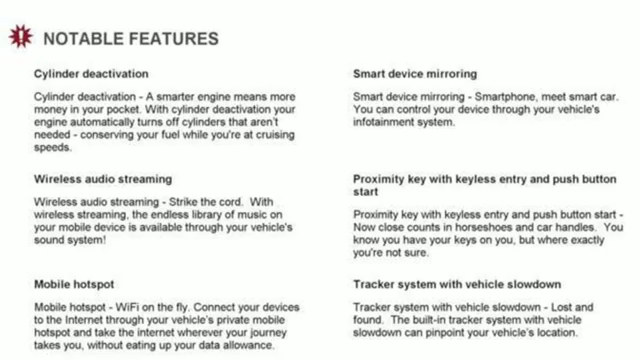 NOTABLE FEATURES
Cylinder deactivation
Cylinder deactivation - A smarter engine means more
money in your pocket. With cylinder deactivation your
engine automatically turns off cylinders that aren't
needed - conserving your fuel while you're at cruising
speeds.
Smart device mirroring
Smart device mirroring - Smartphone, meet smart car.
You can control your device through your vehicle's
infotainment system.
Wireless audio streaming
Wireless audio streaming - Strike the cord. With
wireless streaming, the endless library of music on
your mobile device is available through your vehicle's
sound system!
Proximity key with keyless entry and push button
start
Proximity key with keyless entry and push button start -
Now close counts in horseshoes and car handles. You
know you have your keys on you, but where exactly
you're not sure.
Mobile hotspot
Mobile hotspot - WiFi on the fly. Connect your devices
to the Internet through your vehicle's private mobile
hotspot and take the internet wherever your journey
takes you, without eating up your data allowance.
Tracker system with vehicle slowdown
Tracker system with vehicle slowdown - Lost and
found. The built-in tracker system with vehicle
slowdown can pinpoint your vehicle's location.